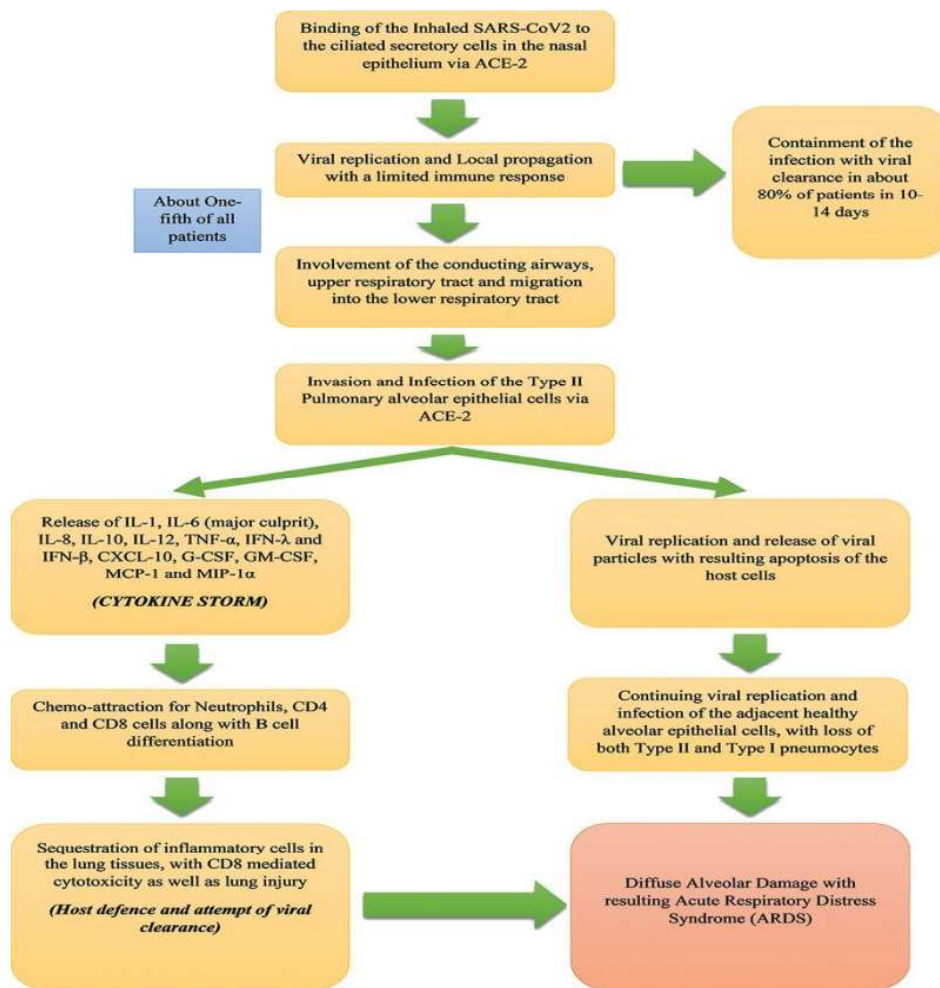 Binding of the Inhaled SARS-CoV2 to
the ciliated secretory cells in the nasal
epithelium via ACE-2
Viral replication and Local propagation
with a limited immune response
Containment of the
infection with viral
clearance in about
80% of patients in 10-
14 days
About One-
fifth of all
patients
Involvement of the conducting airways,
upper respiratory tract and migration
into the lower respiratory tract
Invasion and Infection of the Type II
Pulmonary alveolar epithelial cells via
ACE-2
Release of IL-1, IL-6 (major culprit),
IL-8, IL-10, IL-12, TNF-α, IFN-λ and
IFN-β, CXCL-10, G-CSF, GM-CSF,
MCP-1 and MIP-1α
(CYTOKINE STORM)
Viral replication and release of viral
particles with resulting apoptosis of the
host cells
Chemo-attraction for Neutrophils, CD4
and CD8 cells along with B cell
differentiation
Continuing viral replication and
infection of the adjacent healthy
alveolar epithelial cells, with loss of
both Type II and Type I pneumocytes
Sequestration of inflammatory cells in
the lung tissues, with CD8 mediated
cytotoxicity as well as lung injury
(Host defence and attempt of viral
clearance)
Diffuse Alveolar Damage with
resulting Acute Respiratory Distress
Syndrome (ARDS)